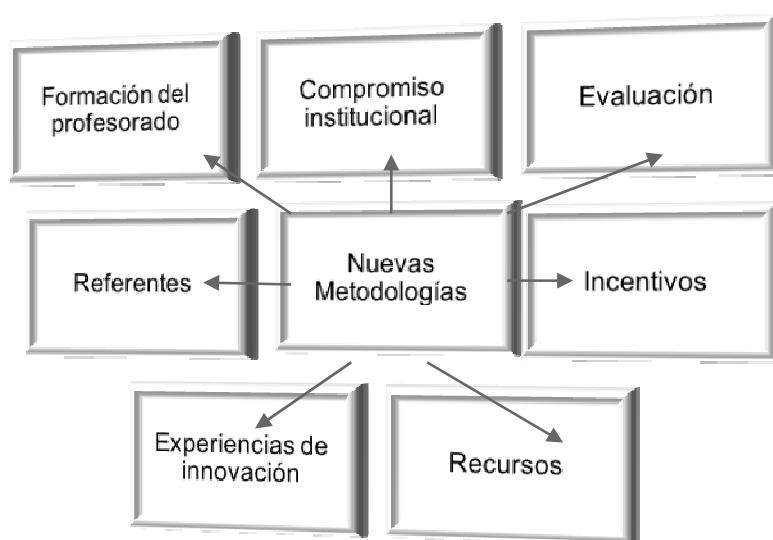 Formación del
profesorado
Compromiso
institucional
Evaluación
Referentes
Nuevas
Metodologías
Incentivos
Experiencias de
innovación
Recursos